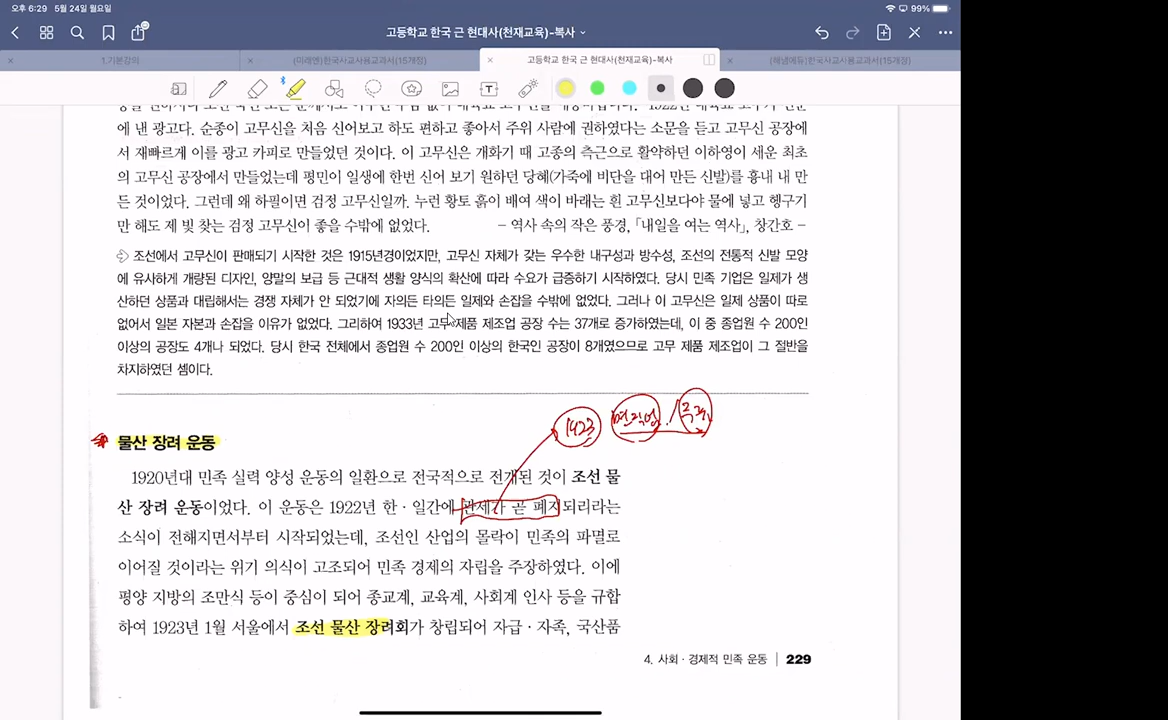 오후 6:29 5월 24일 월요일
99%
고등학교 한국 근 현대사(천재교육)-복사
1.기본강의
(미래엔)한국사교사용교과서(15개정)
고등학교 한국 근 현대사(천재교육)-복사
(해냄에듀)한국사교사용교과서(15개정)
에 낸 광고다. 순종이 고무신을 처음 신어보고 하도 편하고 좋아서 주위 사람에 권하였다는 소문을 듣고 고무신 공장에
서 재빠르게 이를 광고 카피로 만들었던 것이다. 이 고무신은 개화기 때 고종의 측근으로 활약하던 이하영이 세운 최초
의 고무신 공장에서 만들었는데 평민이 일생에 한번 신어 보기 원하던 당혜(가죽에 비단을 대어 만든 신발)를 흉내 내 만
든 것이었다. 그런데 왜 하필이면 검정 고무신일까. 누런 황토 흙이 배여 색이 바래는 흰 고무신보다야 물에 넣고 헹구기
만 해도 제 빛 찾는 검정 고무신이 좋을 수밖에 없었다. – 역사 속의 작은 풍경, 「내일을 여는 역사」, 창간호 –
조선에서 고무신이 판매되기 시작한 것은 1915년경이었지만, 고무신 자체가 갖는 우수한 내구성과 방수성, 조선의 전통적 신발 모양
에 유사하게 개량된 디자인, 양말의 보급 등 근대적 생활 양식의 확산에 따라 수요가 급증하기 시작하였다. 당시 민족 기업은 일제가 생
산하던 상품과 대립해서는 경쟁 자체가 안 되었기에 자의든 타의든 일제와 손잡을 수밖에 없었다. 그러나 이 고무신은 일제 상품이 따로
없어서 일본 자본과 손잡을 이유가 없었다. 그리하여 1933년 고무 제품 제조업 공장 수는 37개로 증가하였는데, 이 중 종업원 수 200인
이상의 공장도 4개나 되었다. 당시 한국 전체에서 종업원 수 200인 이상의 한국인 공장이 8개였으므로 고무 제품 제조업이 그 절반을
차지하였던 셈이다.
1923 면직업 / 주류
물산 장려 운동
1920년대 민족 실력 양성 운동의 일환으로 전국적으로 전개된 것이 조선 물
산 장려 운동이었다. 이 운동은 1922년 한·일간에 관세가 곧 폐지되리라는
소식이 전해지면서부터 시작되었는데, 조선인 산업의 몰락이 민족의 파멸로
이어질 것이라는 위기 의식이 고조되어 민족 경제의 자립을 주장하였다. 이에
평양 지방의 조만식 등이 중심이 되어 종교계, 교육계, 사회계 인사 등을 규합
하여 1923년 1월 서울에서 조선 물산 장려회가 창립되어 자급·자족, 국산품
4. 사회·경제적 민족 운동 229